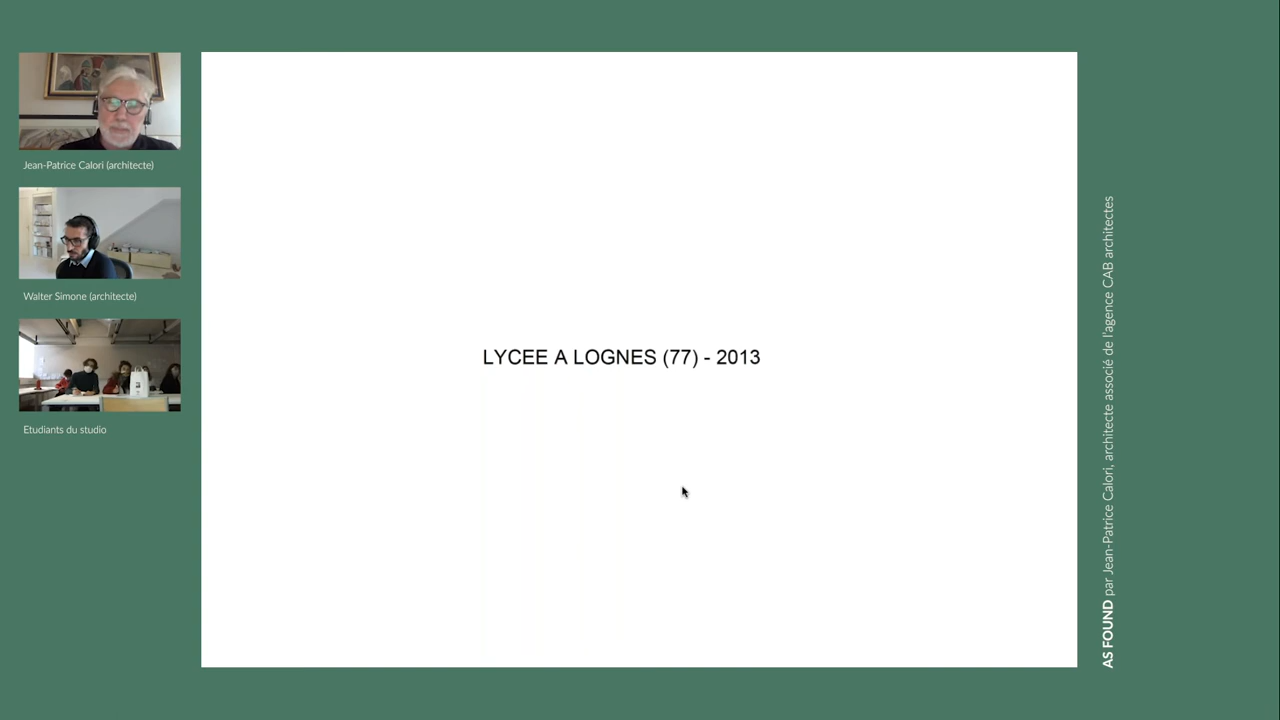 Jean-Patrice Calori (architecte)
Walter Simone (architecte)
Etudiants du studio
LYCEE A LOGNES (77) - 2013
AS FOUND par Jean-Patrice Calori, architecte associé de l'agence CAB architectes